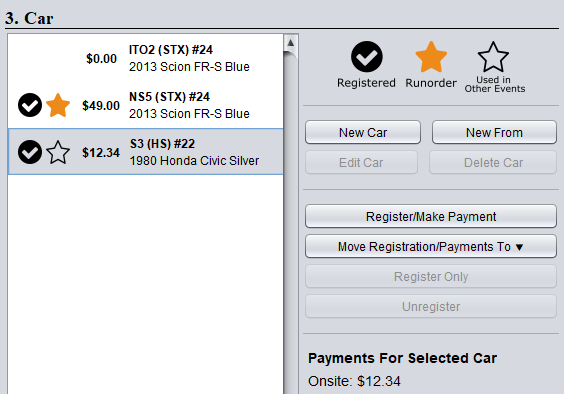 3. Car
$0.00
ITO2 (STX) #24
2013 Scion FR-S Blue
$49.00
NS5 (STX) #24
2013 Scion FR-S Blue
$12.34
S3 (HS) #22
1980 Honda Civic Silver
Registered
Runorder
Used in
Other Events
New Car
New From
Edit Car
Delete Car
Register/Make Payment
Move Registration/Payments To ▼
Register Only
Unregister
Payments For Selected Car
Onsite: $12.34